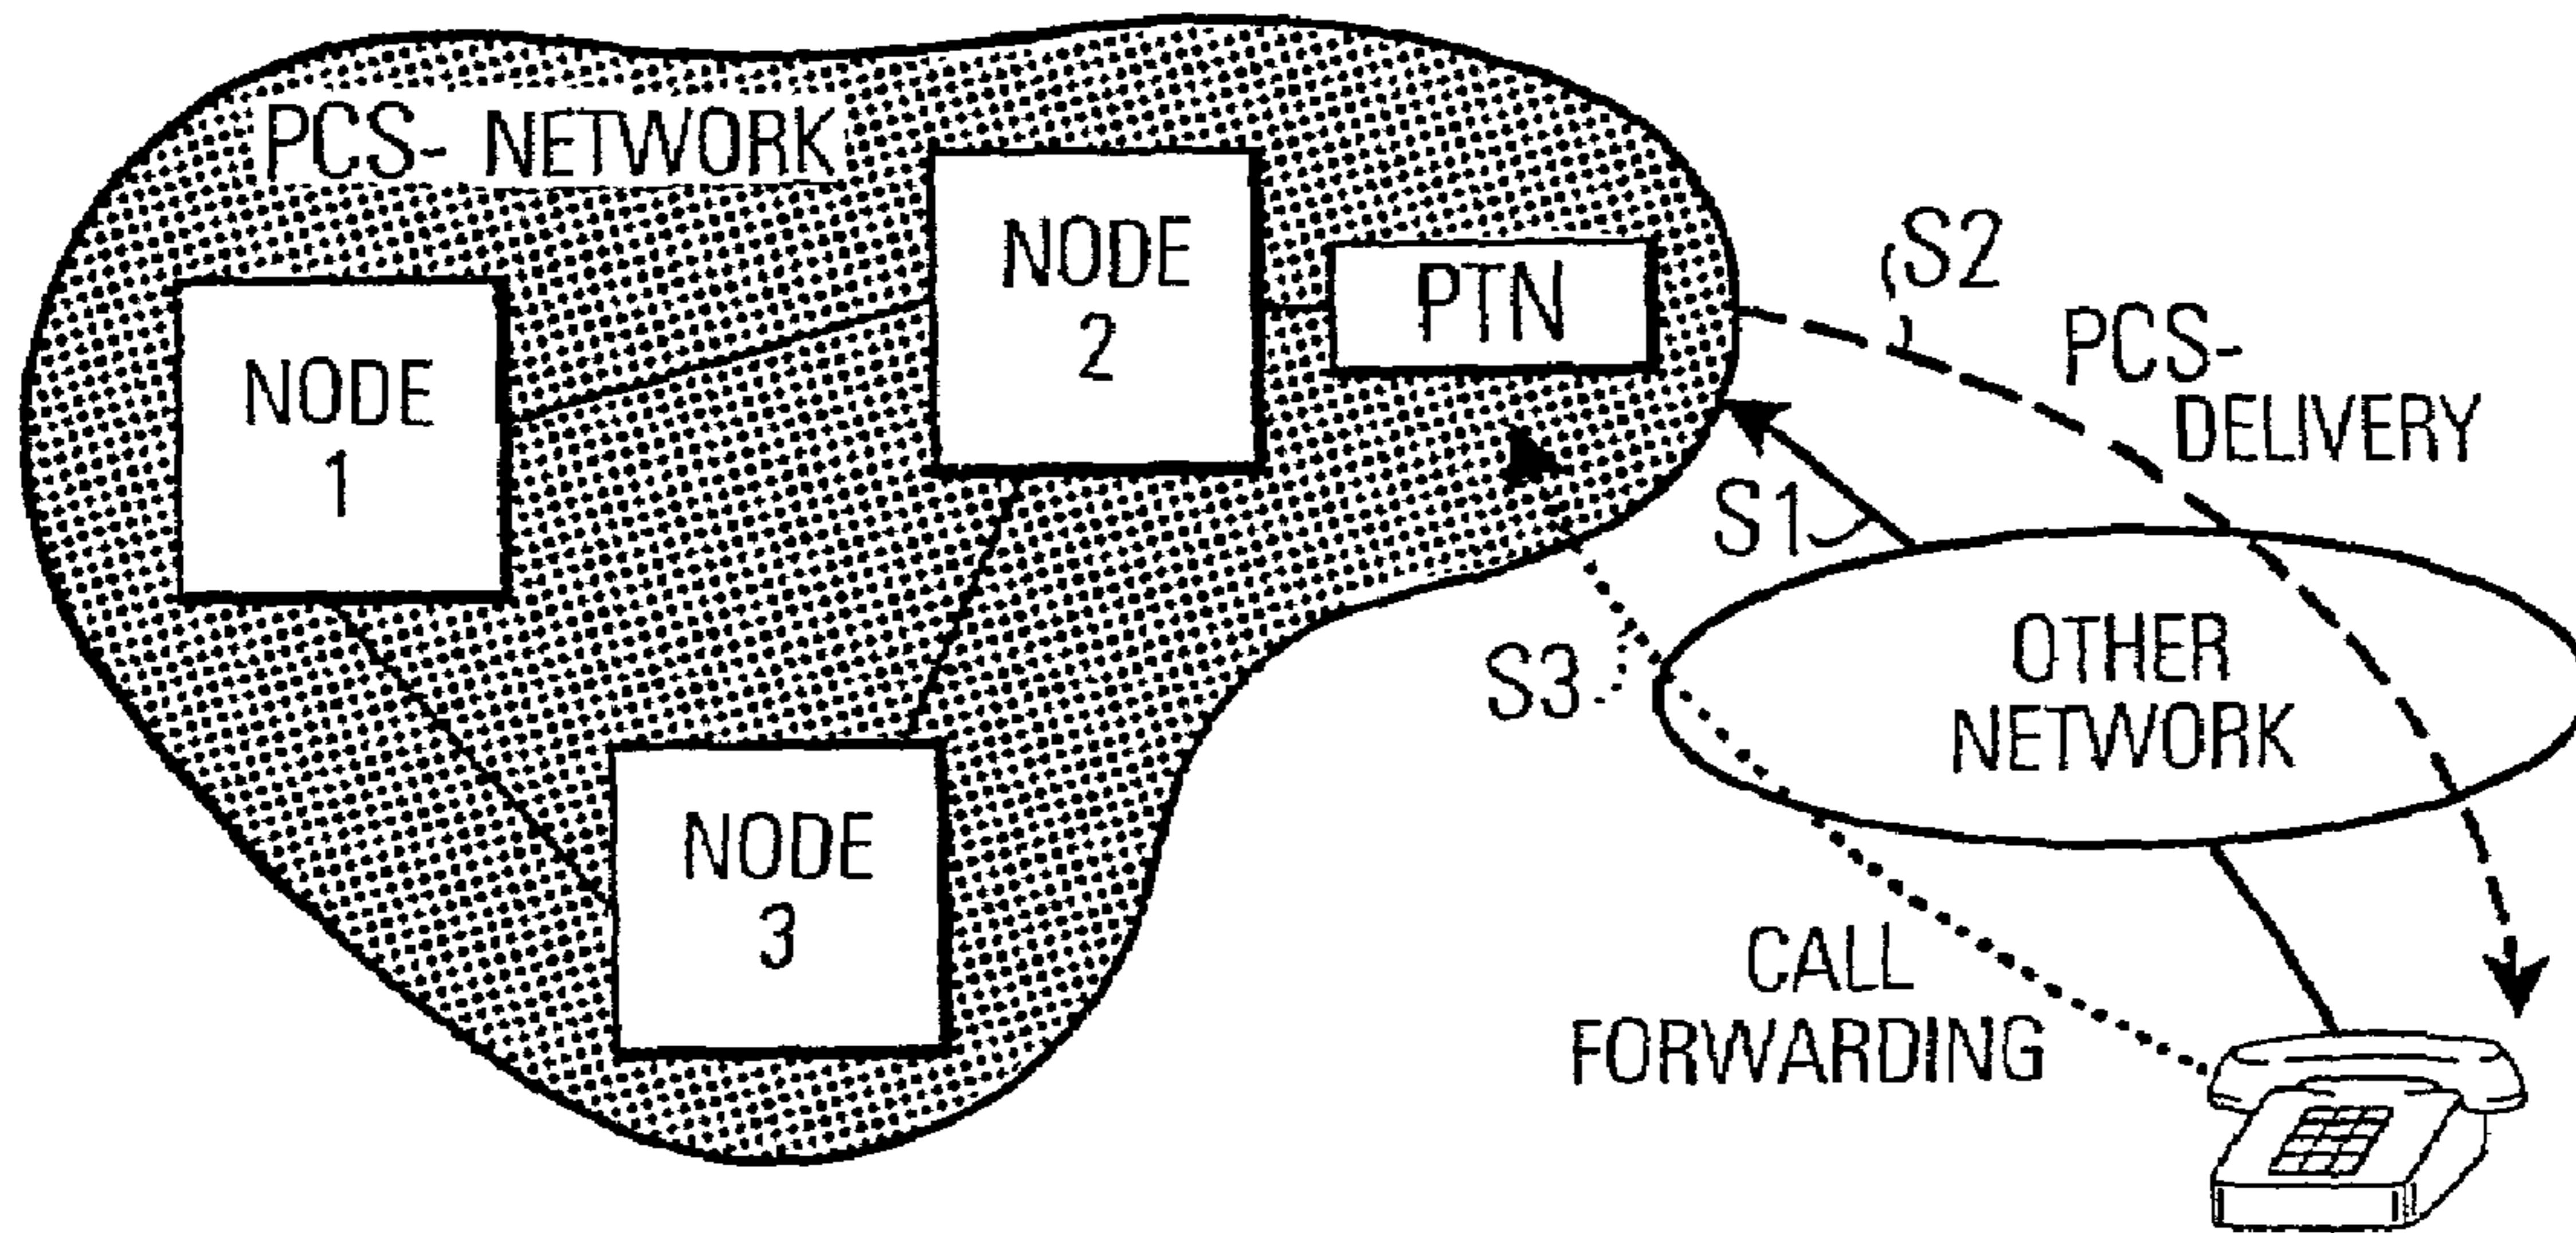 PCS- NETWORK
NODE
1
NODE
2
PTN
NODE
3
S2
PCS-
DELIVERY
S1
S3
OTHER
NETWORK
CALL
FORWARDING